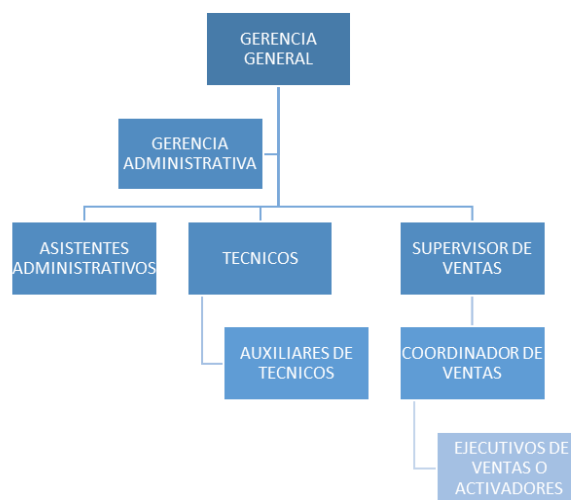 GERENCIA
GENERAL
GERENCIA
ADMINISTRATIVA
ASISTENTES
ADMINISTRATIVOS
TECNICOS
SUPERVISOR DE
VENTAS
AUXILIARES DE
TECNICOS
COORDINADOR DE
VENTAS
EJECUTIVOS DE
VENTAS O
ACTIVADORES